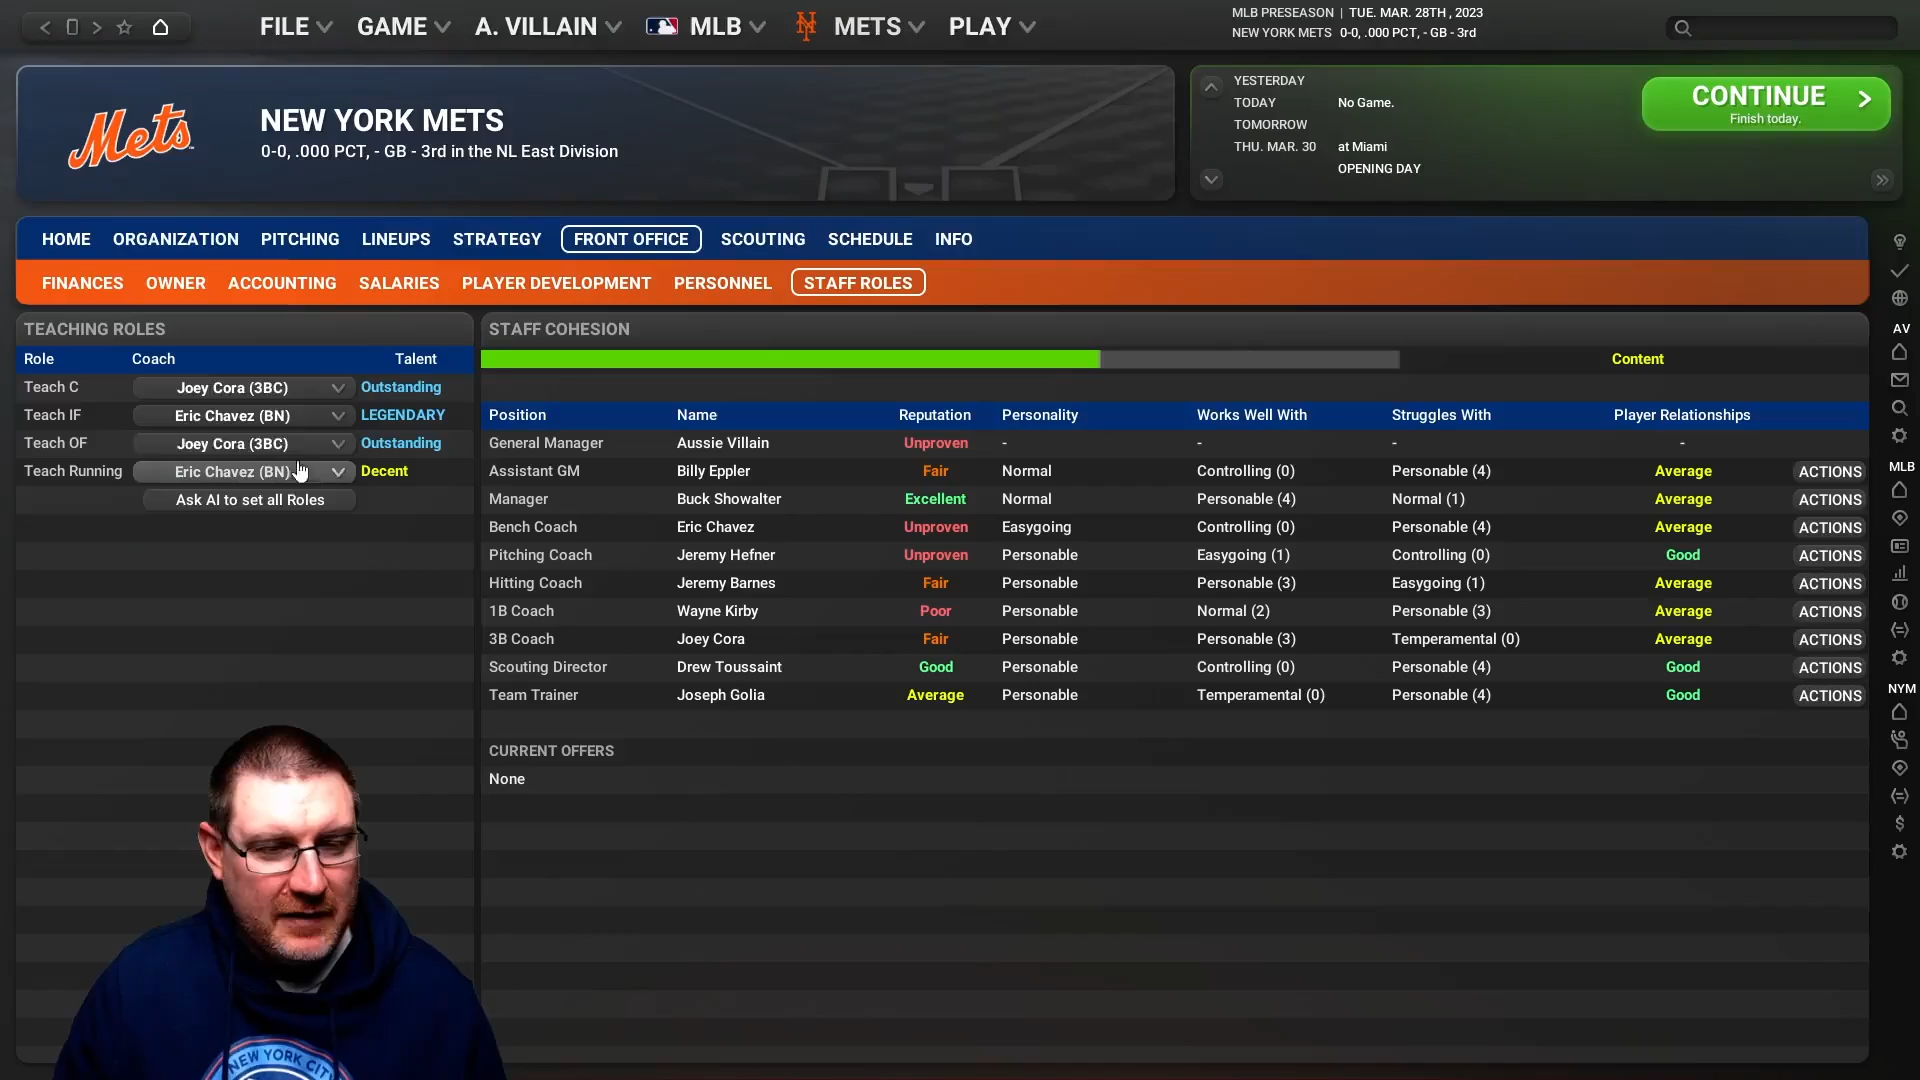 FILE GAME A. VILLAIN MLB METS PLAY
MLB PRESEASON | TUE. MAR. 28TH , 2023
NEW YORK METS 0-0, .000 PCT, - GB - 3rd
Mets
NEW YORK METS
0-0, .000 PCT, - GB - 3rd in the NL East Division
YESTERDAY
TODAY No Game.
TOMORROW
THU. MAR. 30 at Miami
OPENING DAY
CONTINUE
Finish today.
HOME ORGANIZATION PITCHING LINEUPS STRATEGY FRONT OFFICE SCOUTING SCHEDULE INFO
FINANCES OWNER ACCOUNTING SALARIES PLAYER DEVELOPMENT PERSONNEL STAFF ROLES
TEACHING ROLES
Role Coach Talent
Teach C Joey Cora (3BC) Outstanding
Teach IF Eric Chavez (BN) LEGENDARY
Teach OF Joey Cora (3BC) Outstanding
Teach Running Eric Chavez (BN) Decent
Ask AI to set all Roles
STAFF COHESION
Content
Position Name Reputation Personality Works Well With Struggles With Player Relationships
General Manager Aussie Villain Unproven - - - -
Assistant GM Billy Eppler Fair Normal Controlling (0) Personable (4) Average ACTIONS
Manager Buck Showalter Excellent Normal Personable (4) Normal (1) Average ACTIONS
Bench Coach Eric Chavez Unproven Easygoing Controlling (0) Personable (4) Average ACTIONS
Pitching Coach Jeremy Hefner Unproven Personable Easygoing (1) Controlling (0) Good ACTIONS
Hitting Coach Jeremy Barnes Fair Personable Personable (3) Easygoing (1) Average ACTIONS
1B Coach Wayne Kirby Poor Personable Normal (2) Personable (3) Average ACTIONS
3B Coach Joey Cora Fair Personable Personable (3) Temperamental (0) Average ACTIONS
Scouting Director Drew Toussaint Good Personable Controlling (0) Personable (4) Good ACTIONS
Team Trainer Joseph Golia Average Personable Temperamental (0) Personable (4) Good ACTIONS
CURRENT OFFERS
None
AV
MLB
NYM
NEW YORK CITY